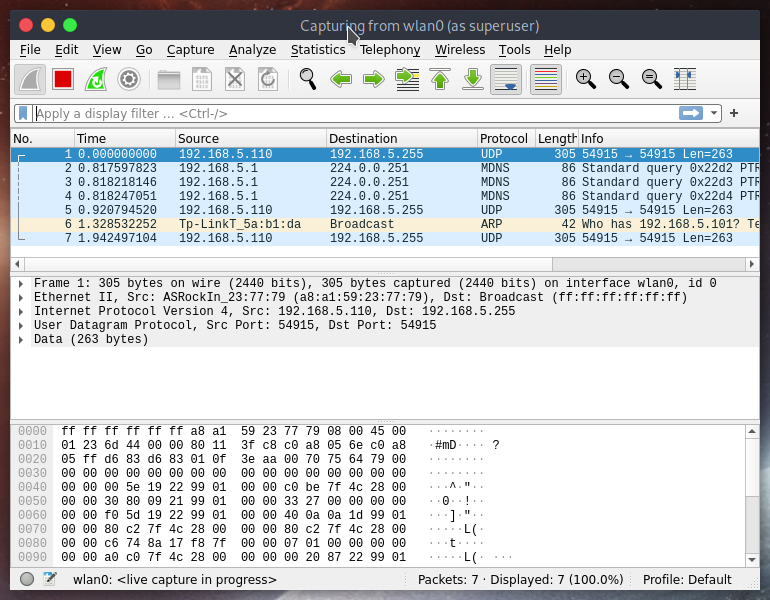 Capturing from wlan0 (as superuser)
File Edit View Go Capture Analyze Statistics Telephony Wireless Tools Help
Apply a display filter … <Ctrl-/>
No. Time Source Destination Protocol Length Info
1 0.000000000 192.168.5.110 192.168.5.255 UDP 305 54915 → 54915 Len=263
2 0.817597823 192.168.5.1 224.0.0.251 MDNS 86 Standard query 0x22d2 PTR
3 0.818218146 192.168.5.1 224.0.0.251 MDNS 86 Standard query 0x22d3 PTR
4 0.818247051 192.168.5.1 224.0.0.251 MDNS 86 Standard query 0x22d4 PTR
5 0.920794520 192.168.5.110 192.168.5.255 UDP 305 54915 → 54915 Len=263
6 1.328532252 Tp-LinkT_5a:b1:da Broadcast ARP 42 Who has 192.168.5.101? Te
7 1.942497104 192.168.5.110 192.168.5.255 UDP 305 54915 → 54915 Len=263
Frame 1: 305 bytes on wire (2440 bits), 305 bytes captured (2440 bits) on interface wlan0, id 0
Ethernet II, Src: ASRockIn_23:77:79 (a8:a1:59:23:77:79), Dst: Broadcast (ff:ff:ff:ff:ff:ff)
Internet Protocol Version 4, Src: 192.168.5.110, Dst: 192.168.5.255
User Datagram Protocol, Src Port: 54915, Dst Port: 54915
Data (263 bytes)
0000 ff ff ff ff ff ff a8 a1 59 23 77 79 08 00 45 00 ········
0010 01 23 6d 44 00 00 80 11 3f c8 c0 a8 05 6e c0 a8 ·#mD···· ?
0020 05 ff d6 83 d6 83 01 0f 3e aa 00 70 75 64 79 00 ········
0030 00 00 00 00 00 00 00 00 00 00 00 00 00 00 00 00 ········
0040 00 00 00 5e 19 22 99 01 00 00 c0 be 7f 4c 28 00 ···^·"··
0050 00 00 30 80 09 21 99 01 00 00 33 27 00 00 00 00 ··0··!··
0060 00 00 f0 5d 19 22 99 01 00 00 40 0a 0a 1d 99 01 ···]·"··
0070 00 00 80 c2 7f 4c 28 00 00 00 80 c2 7f 4c 28 00 ·····L(·
0080 00 00 c6 74 8a 17 f8 7f 00 00 07 01 00 00 00 00 ···t····
0090 00 00 a0 c0 7f 4c 28 00 00 00 00 20 87 22 99 01 ·····L(· ···
wlan0: <live capture in progress> Packets: 7 · Displayed: 7 (100.0%) Profile: Default